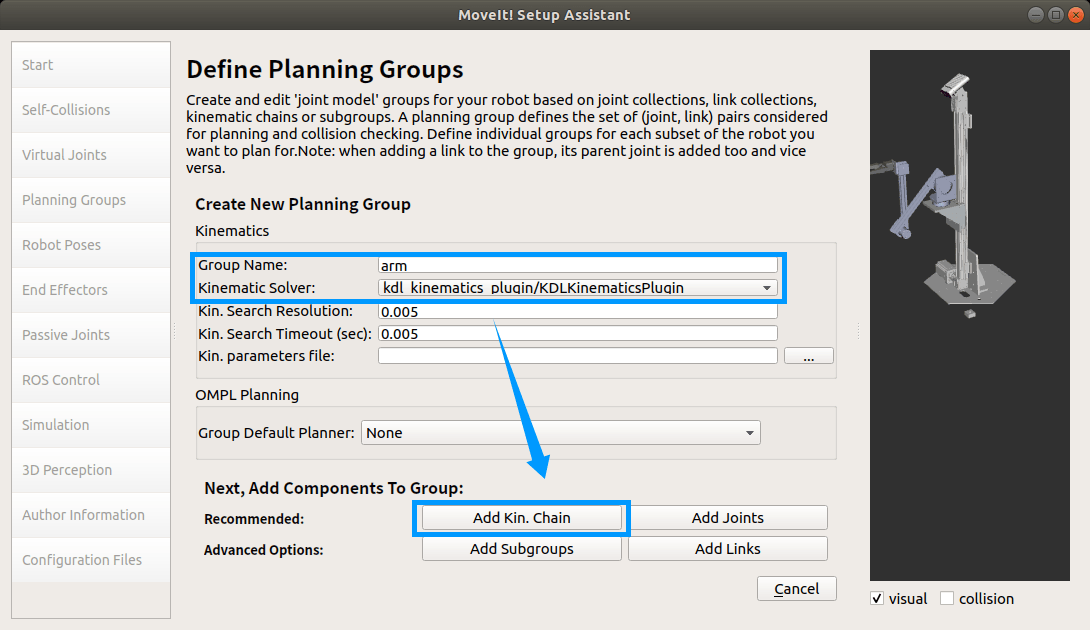 MoveIt! Setup Assistant
Start
Self-Collisions
Virtual Joints
Planning Groups
Robot Poses
End Effectors
Passive Joints
ROS Control
Simulation
3D Perception
Author Information
Configuration Files
Define Planning Groups
Create and edit 'joint model' groups for your robot based on joint collections, link collections,
kinematic chains or subgroups. A planning group defines the set of (joint, link) pairs considered
for planning and collision checking. Define individual groups for each subset of the robot you
want to plan for.Note: when adding a link to the group, its parent joint is added too and vice
versa.
Create New Planning Group
Kinematics
Group Name: arm
Kinematic Solver: kdl_kinematics_plugin/KDLKinematicsPlugin
Kin. Search Resolution: 0.005
Kin. Search Timeout (sec): 0.005
Kin. parameters file: ...
OMPL Planning
Group Default Planner: None
Next, Add Components To Group:
Recommended: Add Kin. Chain Add Joints
Advanced Options: Add Subgroups Add Links
Cancel
visual collision